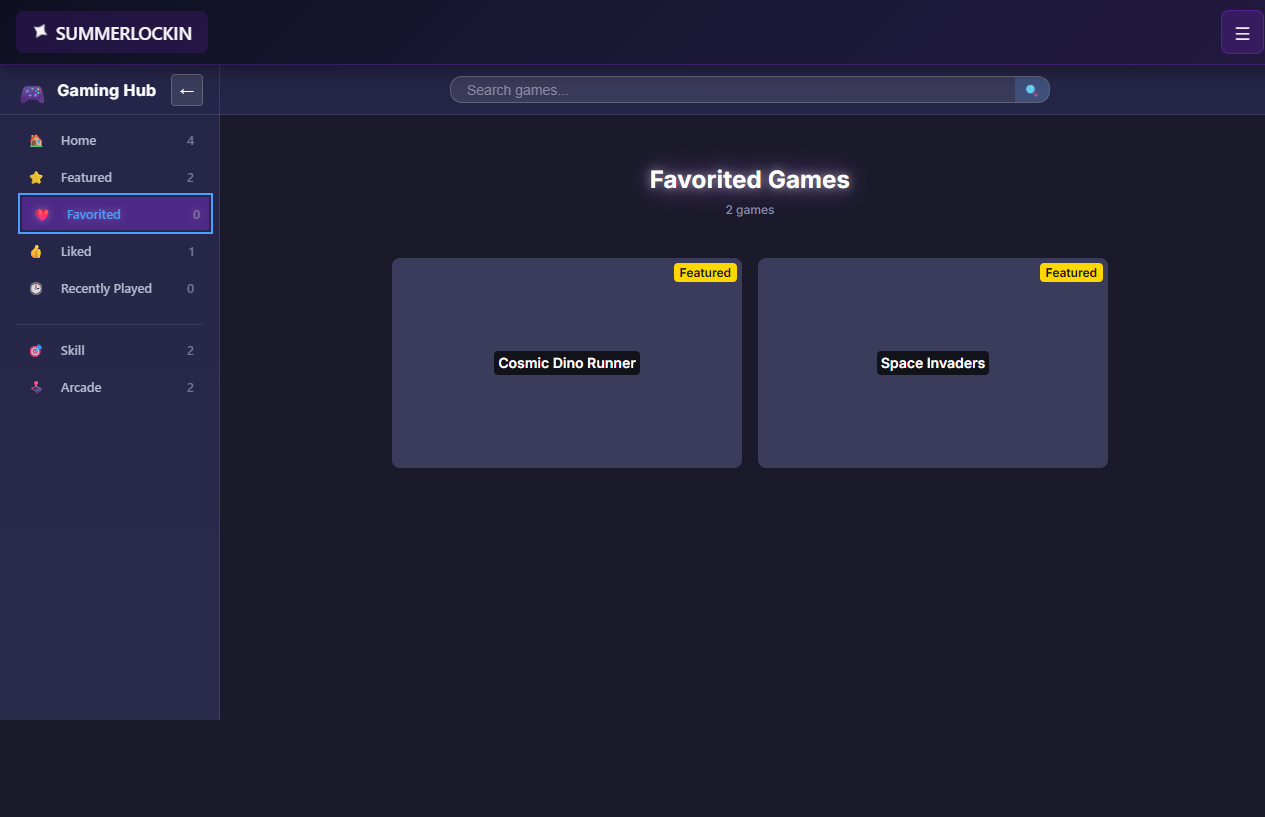 SUMMERLOCKIN
☰
Gaming Hub ←
Search games...
Home 4
Featured 2
Favorited 0
Liked 1
Recently Played 0
Skill 2
Arcade 2
Favorited Games
2 games
Featured
Cosmic Dino Runner
Featured
Space Invaders